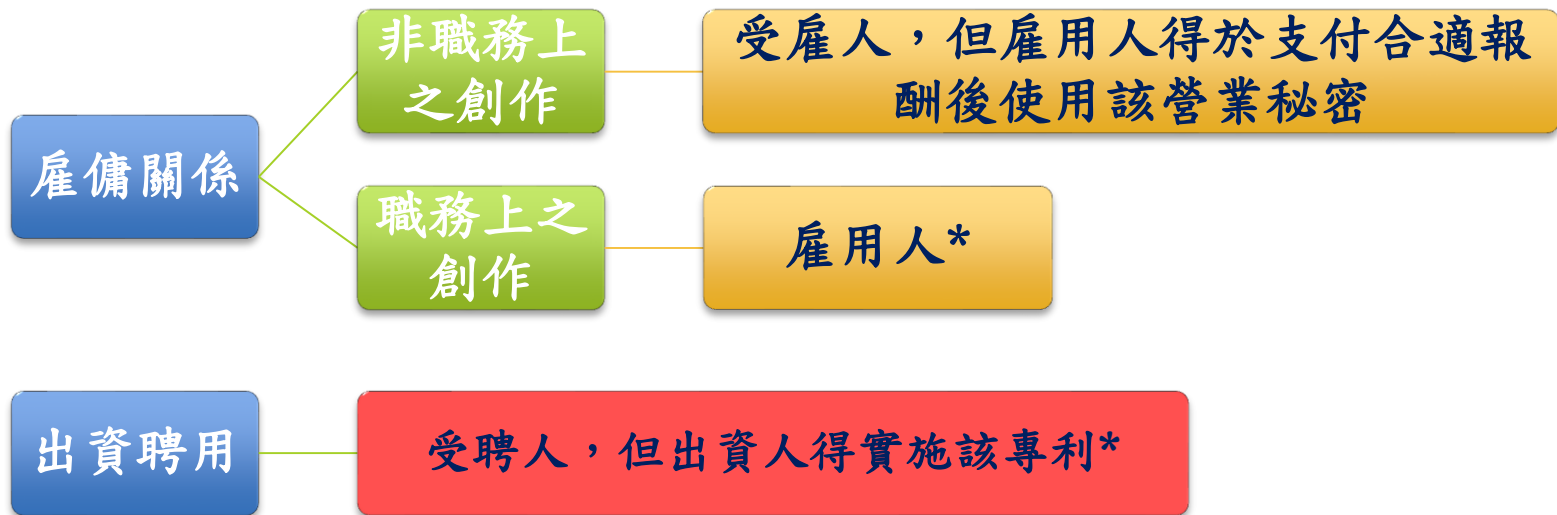 非職務上
之創作
受雇人，但雇用人得於支付合適報
酬後使用該營業秘密
雇傭關係
職務上之
創作
雇用人*
出資聘用
受聘人，但出資人得實施該專利*